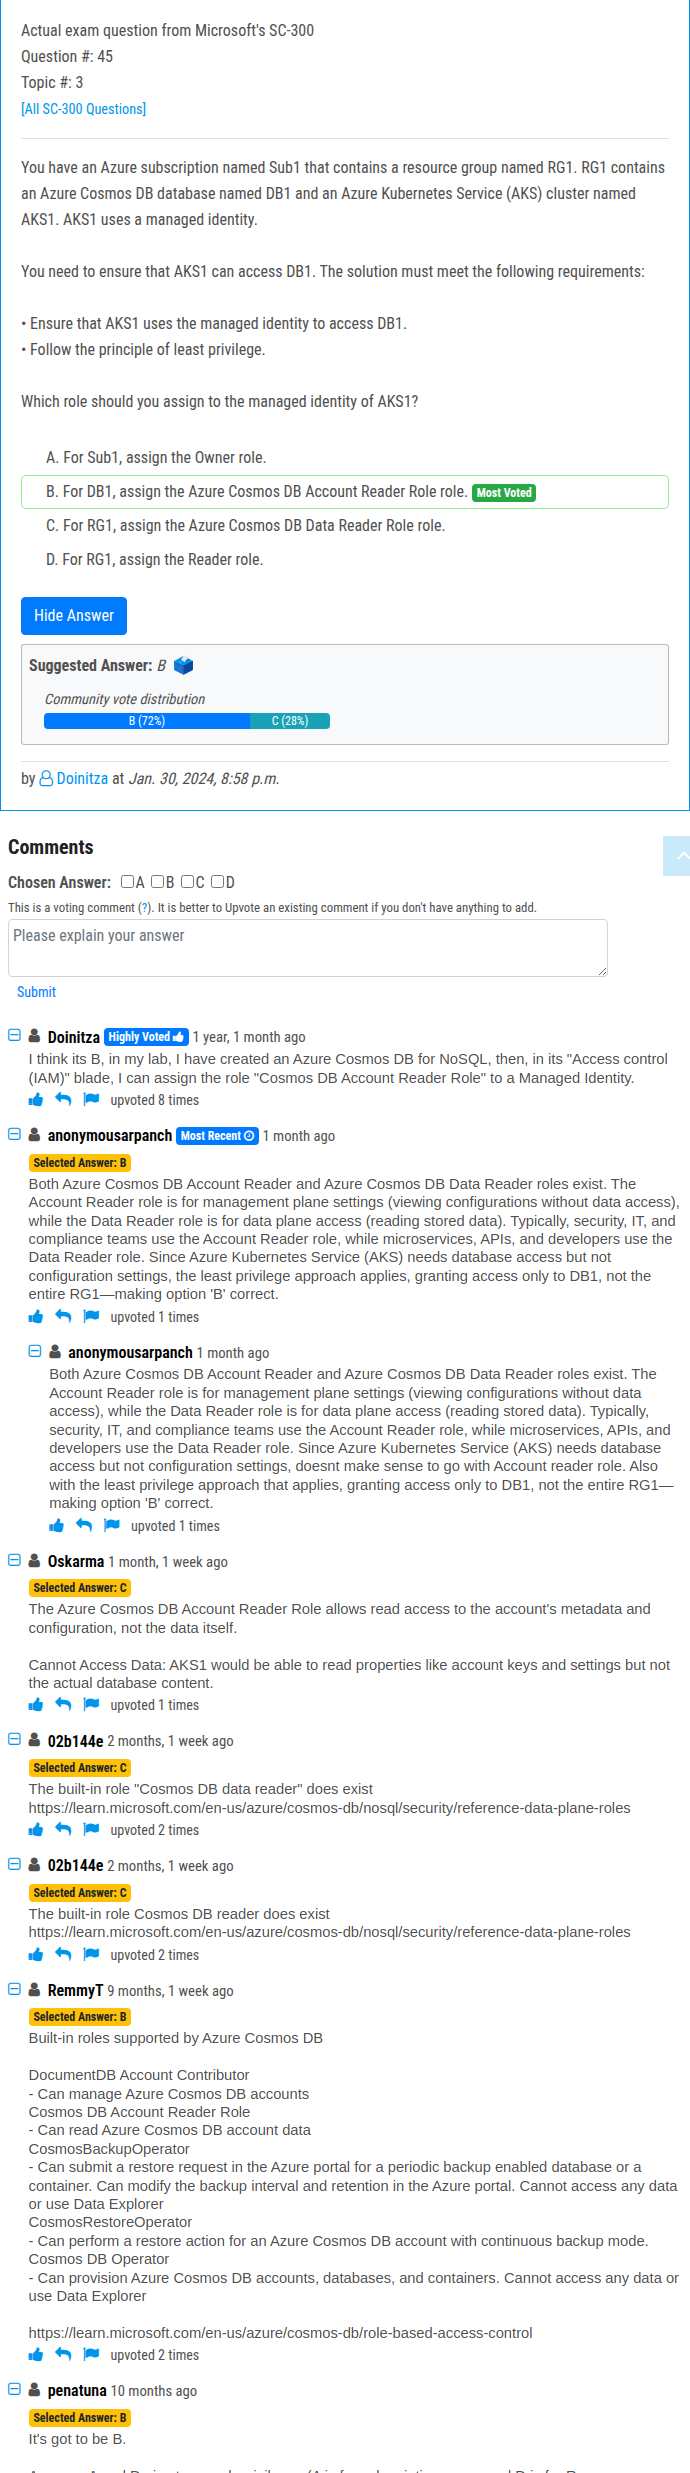 Actual exam question from Microsoft's SC-300
Question #: 45
Topic #: 3
[All SC-300 Questions]
You have an Azure subscription named Sub1 that contains a resource group named RG1. RG1 contains
an Azure Cosmos DB database named DB1 and an Azure Kubernetes Service (AKS) cluster named
AKS1. AKS1 uses a managed identity.
You need to ensure that AKS1 can access DB1. The solution must meet the following requirements:
• Ensure that AKS1 uses the managed identity to access DB1.
• Follow the principle of least privilege.
Which role should you assign to the managed identity of AKS1?
A. For Sub1, assign the Owner role.
B. For DB1, assign the Azure Cosmos DB Account Reader Role role. Most Voted
C. For RG1, assign the Azure Cosmos DB Data Reader Role role.
D. For RG1, assign the Reader role.
Hide Answer
Suggested Answer: B
Community vote distribution
B (72%) C (28%)
by Doinitza at Jan. 30, 2024, 8:58 p.m.
Comments
Chosen Answer: A B C D
This is a voting comment (?). It is better to Upvote an existing comment if you don't have anything to add.
Please explain your answer
Submit
Doinitza Highly Voted 1 year, 1 month ago
I think its B, in my lab, I have created an Azure Cosmos DB for NoSQL, then, in its "Access control
(IAM)" blade, I can assign the role "Cosmos DB Account Reader Role" to a Managed Identity.
upvoted 8 times
anonymousarpanch Most Recent 1 month ago
Selected Answer: B
Both Azure Cosmos DB Account Reader and Azure Cosmos DB Data Reader roles exist. The
Account Reader role is for management plane settings (viewing configurations without data access),
while the Data Reader role is for data plane access (reading stored data). Typically, security, IT, and
compliance teams use the Account Reader role, while microservices, APIs, and developers use the
Data Reader role. Since Azure Kubernetes Service (AKS) needs database access but not
configuration settings, the least privilege approach applies, granting access only to DB1, not the
entire RG1—making option 'B' correct.
upvoted 1 times
anonymousarpanch 1 month ago
Both Azure Cosmos DB Account Reader and Azure Cosmos DB Data Reader roles exist. The
Account Reader role is for management plane settings (viewing configurations without data
access), while the Data Reader role is for data plane access (reading stored data). Typically,
security, IT, and compliance teams use the Account Reader role, while microservices, APIs, and
developers use the Data Reader role. Since Azure Kubernetes Service (AKS) needs database
access but not configuration settings, doesnt make sense to go with Account reader role. Also
with the least privilege approach that applies, granting access only to DB1, not the entire RG1—
making option 'B' correct.
upvoted 1 times
Oskarma 1 month, 1 week ago
Selected Answer: C
The Azure Cosmos DB Account Reader Role allows read access to the account's metadata and
configuration, not the data itself.
Cannot Access Data: AKS1 would be able to read properties like account keys and settings but not
the actual database content.
upvoted 1 times
02b144e 2 months, 1 week ago
Selected Answer: C
The built-in role "Cosmos DB data reader" does exist
https://learn.microsoft.com/en-us/azure/cosmos-db/nosql/security/reference-data-plane-roles
upvoted 2 times
02b144e 2 months, 1 week ago
Selected Answer: C
The built-in role Cosmos DB reader does exist
https://learn.microsoft.com/en-us/azure/cosmos-db/nosql/security/reference-data-plane-roles
upvoted 2 times
RemmyT 9 months, 1 week ago
Selected Answer: B
Built-in roles supported by Azure Cosmos DB
DocumentDB Account Contributor
- Can manage Azure Cosmos DB accounts
Cosmos DB Account Reader Role
- Can read Azure Cosmos DB account data
CosmosBackupOperator
- Can submit a restore request in the Azure portal for a periodic backup enabled database or a
container. Can modify the backup interval and retention in the Azure portal. Cannot access any data
or use Data Explorer
CosmosRestoreOperator
- Can perform a restore action for an Azure Cosmos DB account with continuous backup mode.
Cosmos DB Operator
- Can provision Azure Cosmos DB accounts, databases, and containers. Cannot access any data or
use Data Explorer
https://learn.microsoft.com/en-us/azure/cosmos-db/role-based-access-control
upvoted 2 times
penatuna 10 months ago
Selected Answer: B
It's got to be B.